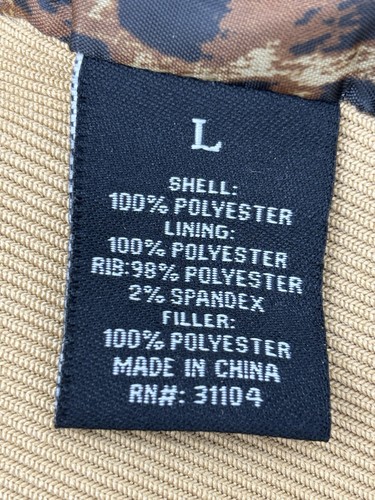 L
SHELL:
100% POLYESTER
LINING:
100% POLYESTER
RIB:98% POLYESTER
2% SPANDEX
FILLER:
100% POLYESTER
MADE IN CHINA
RN#: 31104